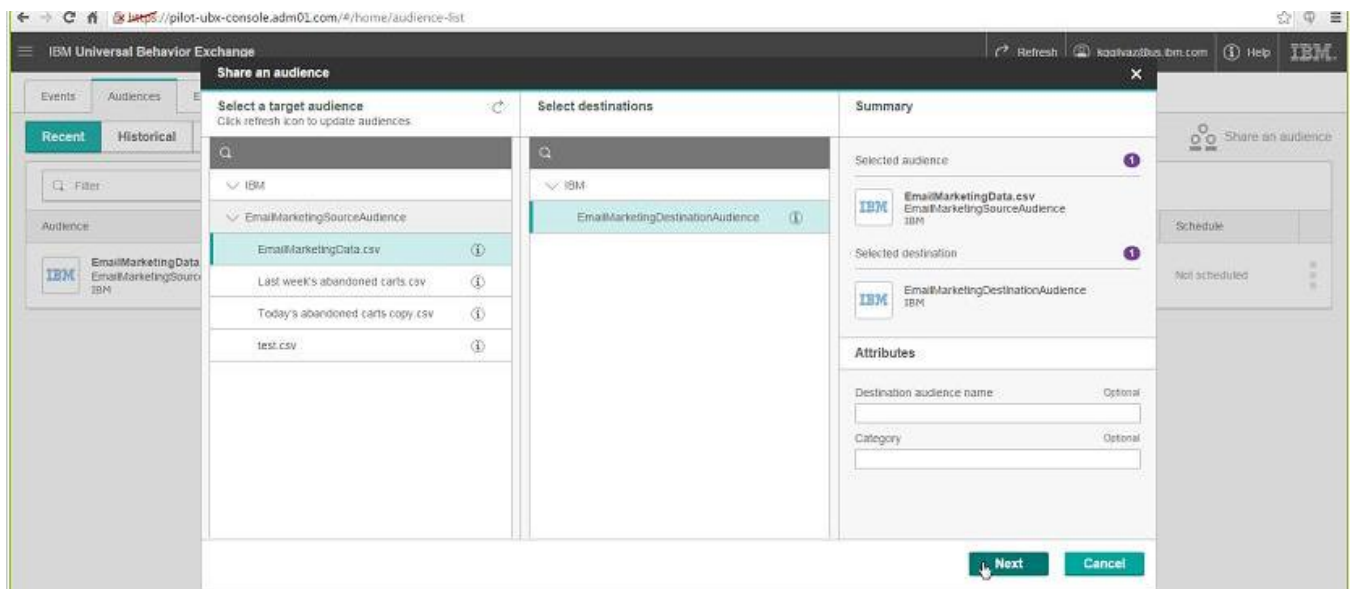 https://pilot-ubx-console.adm01.com/#/home/audience-list
IBM Universal Behavior Exchange
Refresh
Help
IBM
Events
Audiences
E
Recent
Historical
Share an audience
Filter
Audience
Schedule
IBM
EmailMarketingData
EmailMarketingSourc
IBM
Not scheduled
Share an audience
Select a target audience
Click refresh icon to update audiences
IBM
EmailMarketingSourceAudience
EmailMarketingData.csv
Last week's abandoned carts.csv
Today's abandoned carts copy.csv
test.csv
Select destinations
IBM
EmailMarketingDestinationAudience
Summary
Selected audience
1
IBM
EmailMarketingData.csv
EmailMarketingSourceAudience
IBM
Selected destination
1
IBM
EmailMarketingDestinationAudience
IBM
Attributes
Destination audience name
Optional
Category
Optional
Next
Cancel